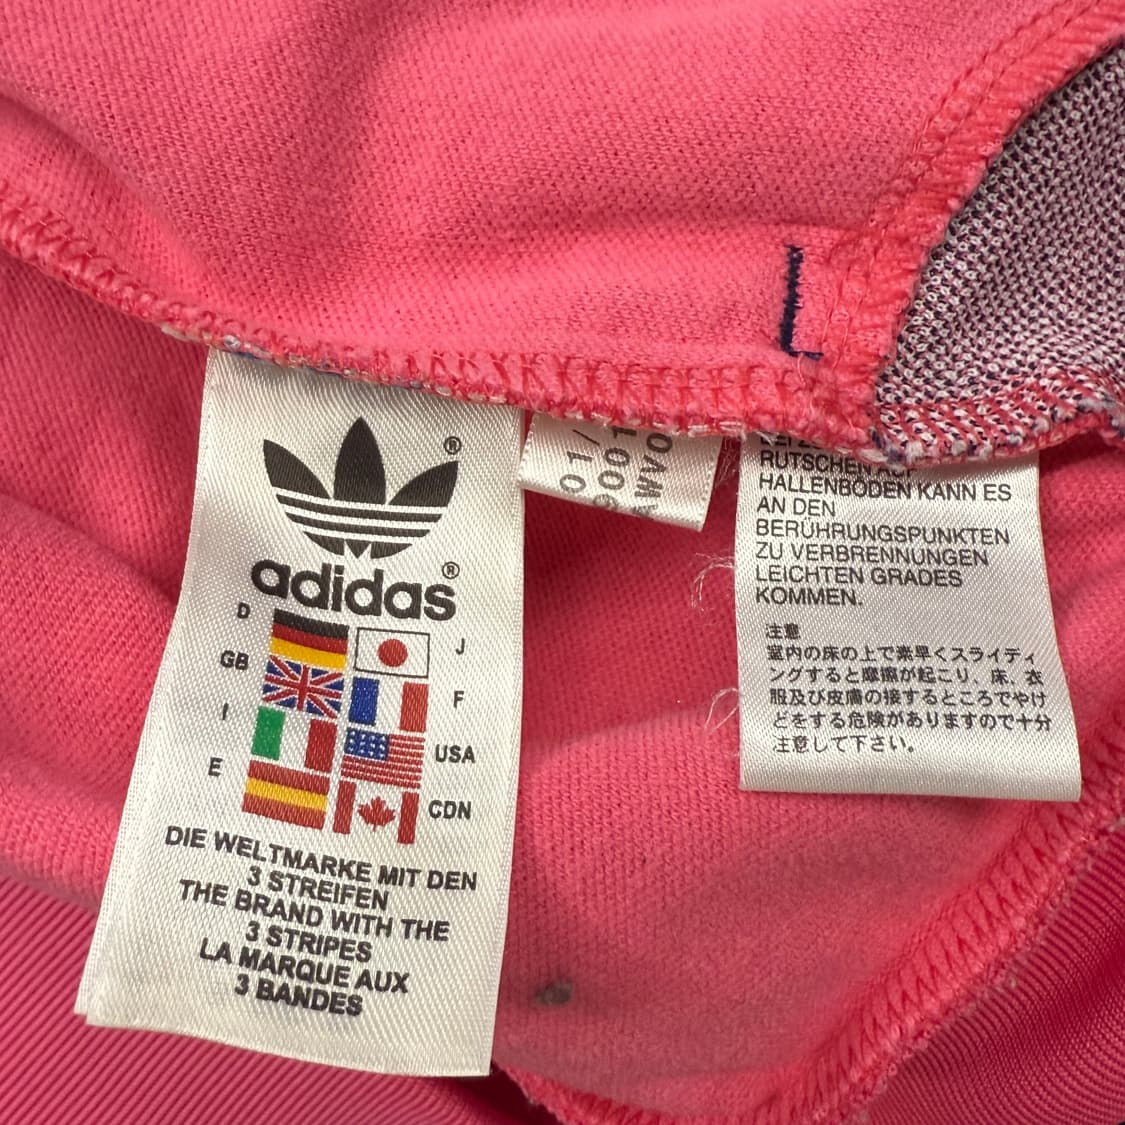 ®
adidas®
D
J
GB
F
I
USA
E
CDN
DIE WELTMARKE MIT DEN
3 STREIFEN
THE BRAND WITH THE
3 STRIPES
LA MARQUE AUX
3 BANDES
01/
RUTSCHEN AUF
HALLENBÖDEN KANN ES
AN DEN
BERÜHRUNGSPUNKTEN
ZU VERBRENNUNGEN
LEICHTEN GRADES
KOMMEN.
注意
室内の床の上で素早くスライディ
ングすると摩擦が起こり、床、衣
服及び皮膚の接するところでやけ
どをする危険がありますので十分
注意して下さい。